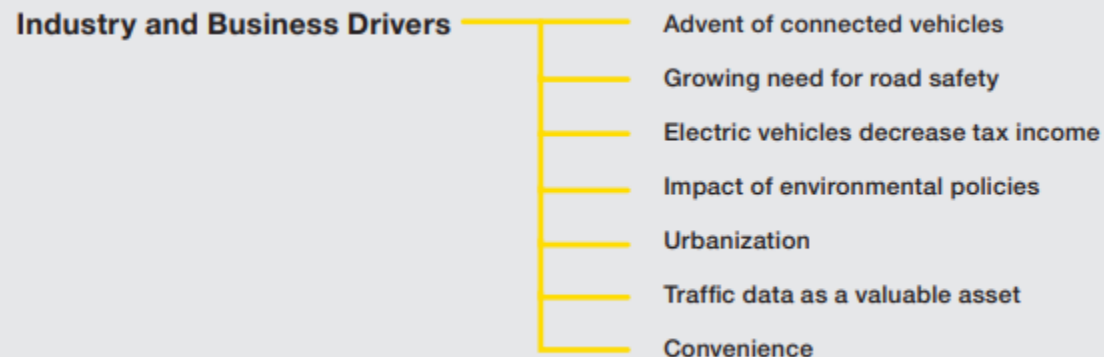 Industry and Business Drivers
Advent of connected vehicles
Growing need for road safety
Electric vehicles decrease tax income
Impact of environmental policies
Urbanization
Traffic data as a valuable asset
Convenience